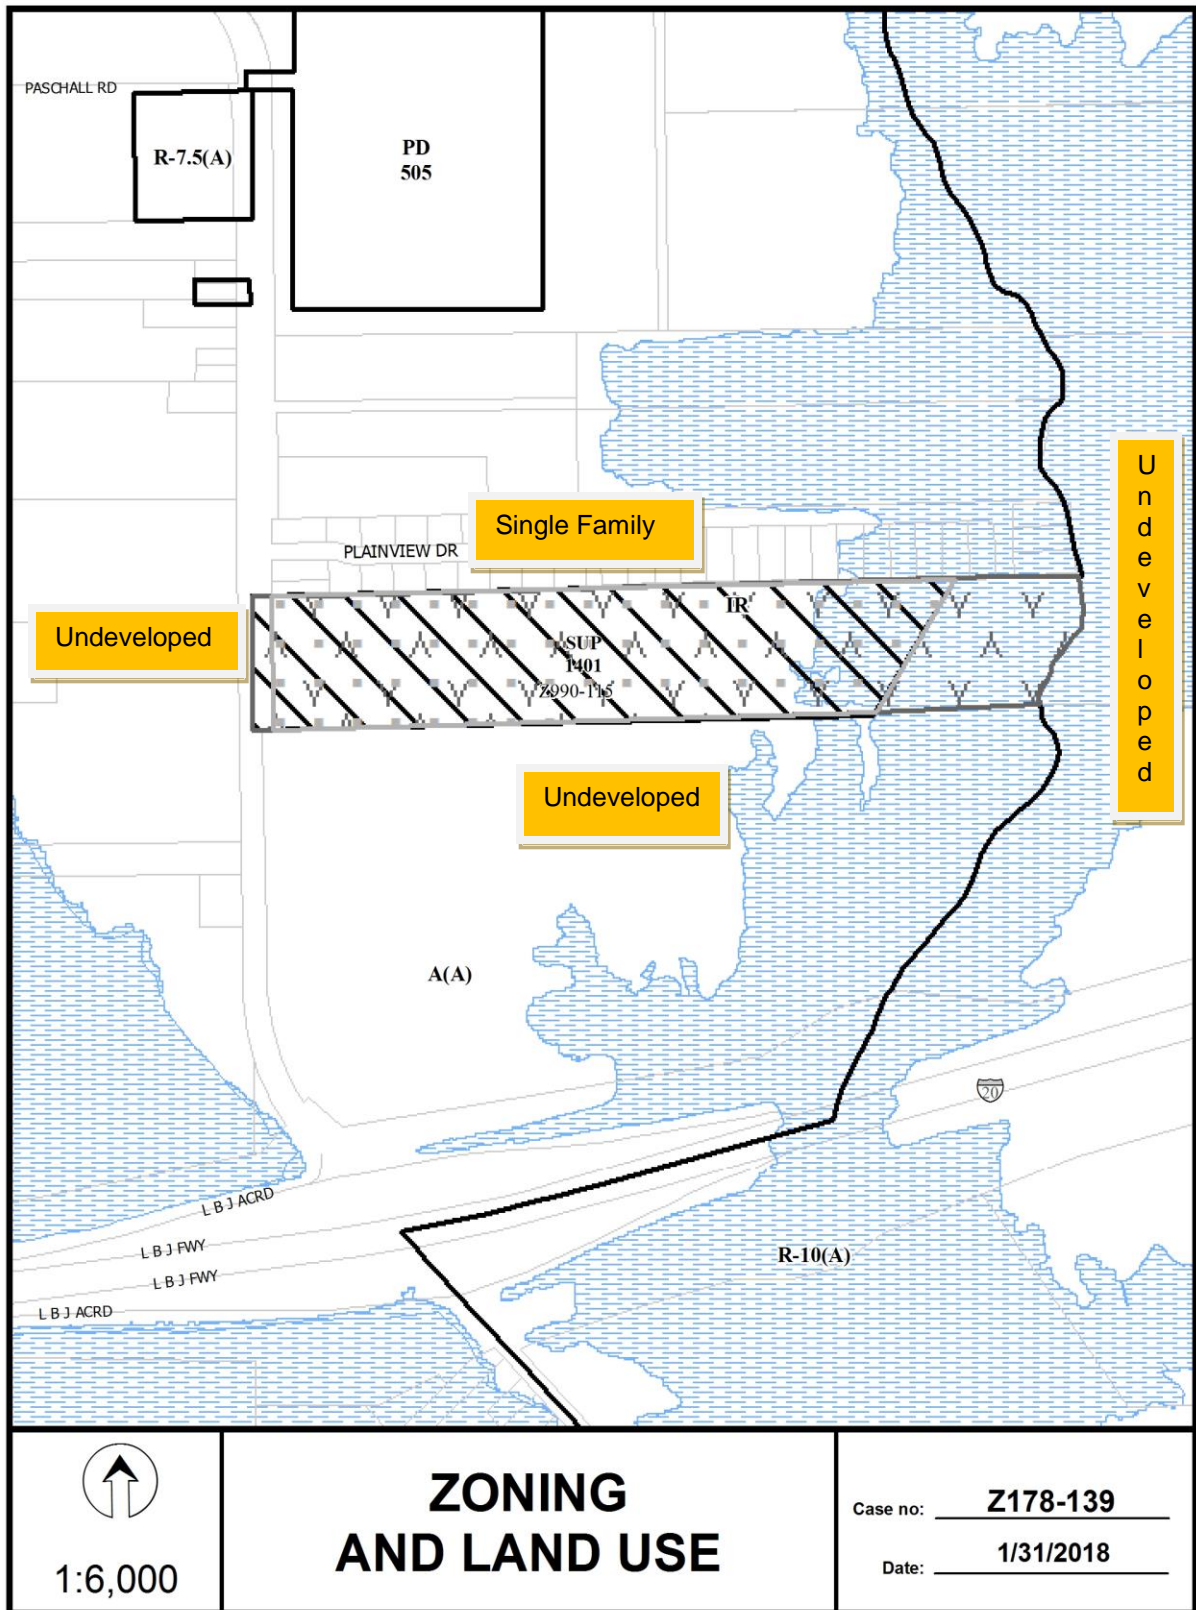 PASCHALL RD
R-7.5(A)
PD
505
Single Family
PLAINVIEW DR
Undeveloped
IR
SUP
1401
Z990-115
Undeveloped
Undeveloped
A(A)
20
L B J ACRD
L B J FWY
L B J FWY
L B J ACRD
R-10(A)
1:6,000
ZONING
AND LAND USE
Case no: Z178-139
Date: 1/31/2018